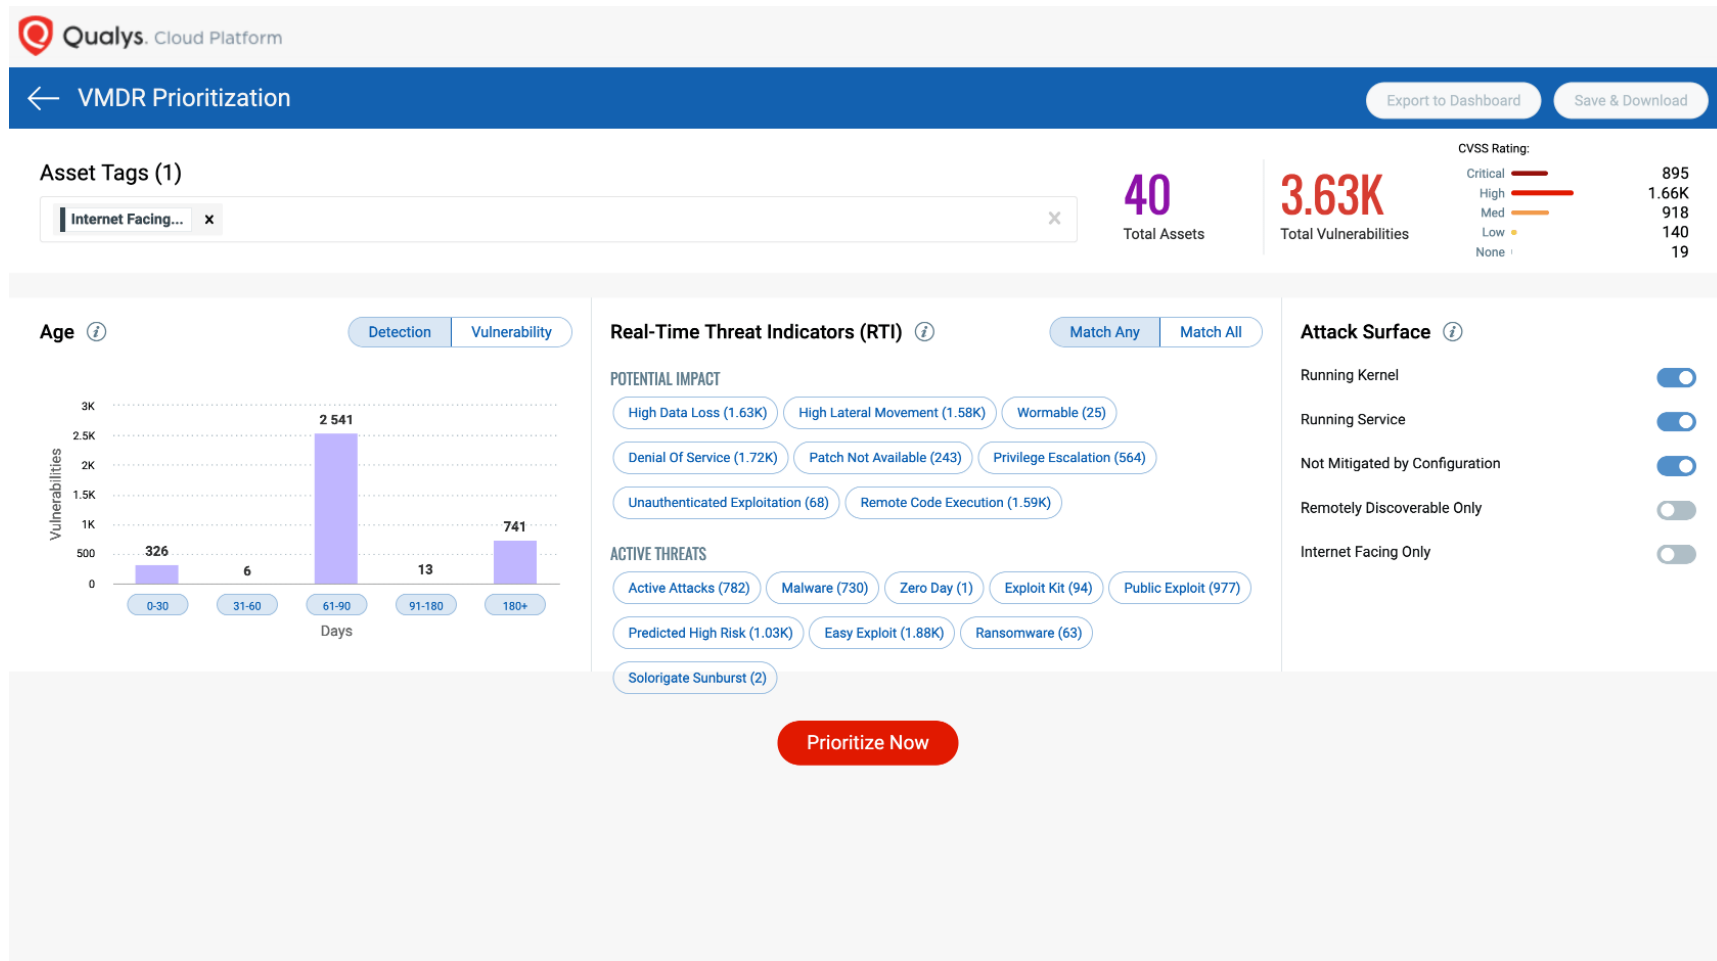 Qualys. Cloud Platform
VMDR Prioritization
Export to Dashboard
Save & Download
Asset Tags (1)
Internet Facing... ×
×
40
Total Assets
3.63K
Total Vulnerabilities
CVSS Rating:
Critical 895
High 1.66K
Med 918
Low 140
None 19
Age i
Detection Vulnerability
Vulnerabilities
3K
2.5K
2K
1.5K
1K
500
0
326
6
2 541
13
741
0-30 31-60 61-90 91-180 180+
Days
Real-Time Threat Indicators (RTI) i
Match Any Match All
POTENTIAL IMPACT
High Data Loss (1.63K) High Lateral Movement (1.58K) Wormable (25)
Denial Of Service (1.72K) Patch Not Available (243) Privilege Escalation (564)
Unauthenticated Exploitation (68) Remote Code Execution (1.59K)
ACTIVE THREATS
Active Attacks (782) Malware (730) Zero Day (1) Exploit Kit (94) Public Exploit (977)
Predicted High Risk (1.03K) Easy Exploit (1.88K) Ransomware (63)
Solorigate Sunburst (2)
Attack Surface i
Running Kernel
Running Service
Not Mitigated by Configuration
Remotely Discoverable Only
Internet Facing Only
Prioritize Now